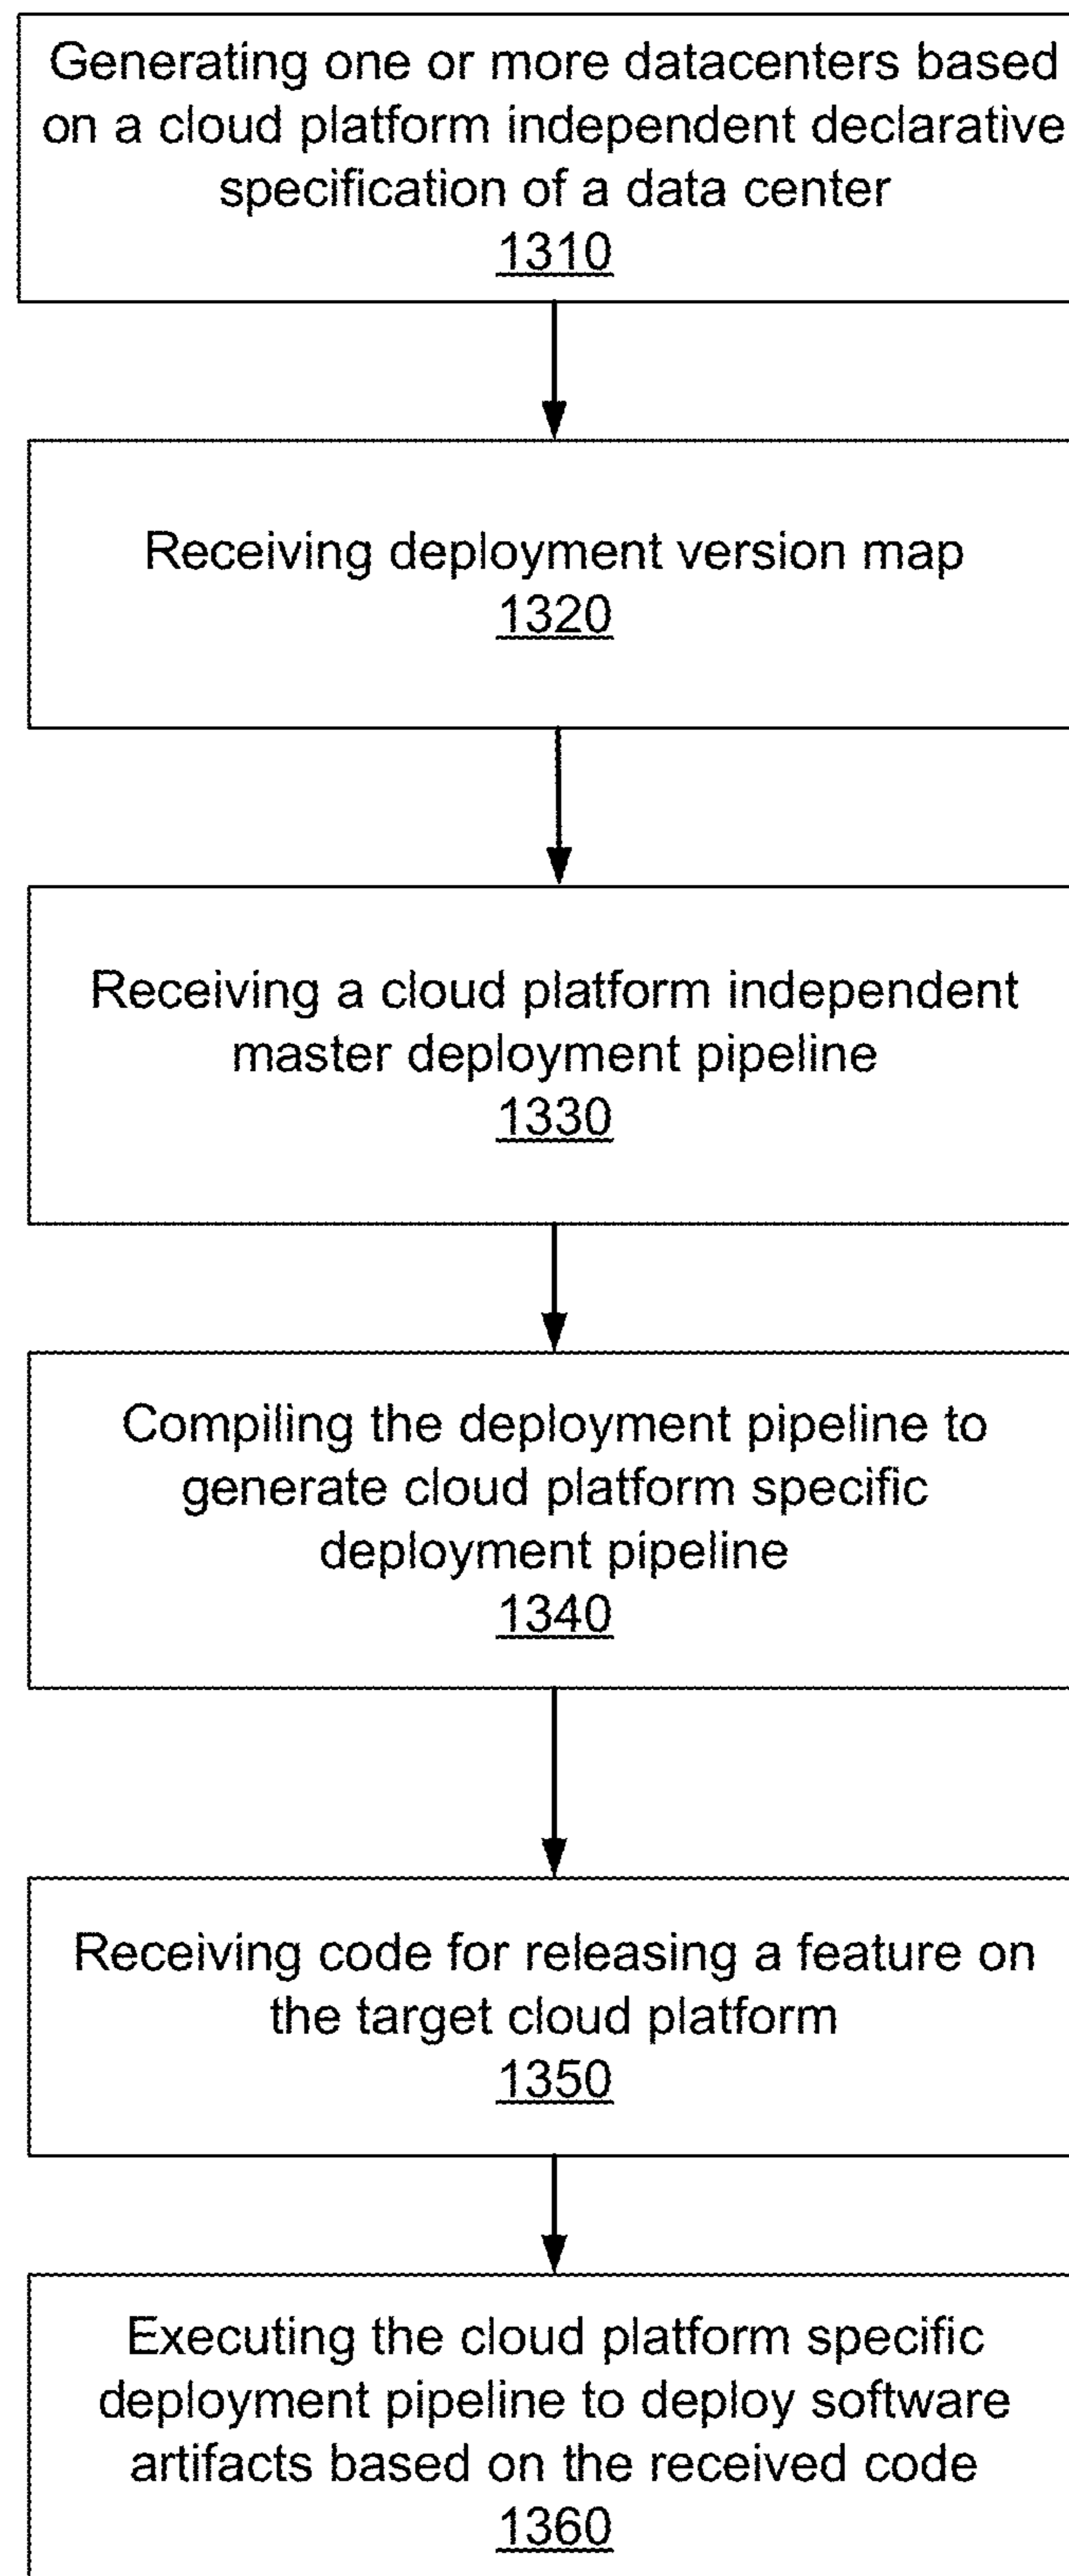 Generating one or more datacenters based
on a cloud platform independent declarative
specification of a data center
1310
Receiving deployment version map
1320
Receiving a cloud platform independent
master deployment pipeline
1330
Compiling the deployment pipeline to
generate cloud platform specific
deployment pipeline
1340
Receiving code for releasing a feature on
the target cloud platform
1350
Executing the cloud platform specific
deployment pipeline to deploy software
artifacts based on the received code
1360